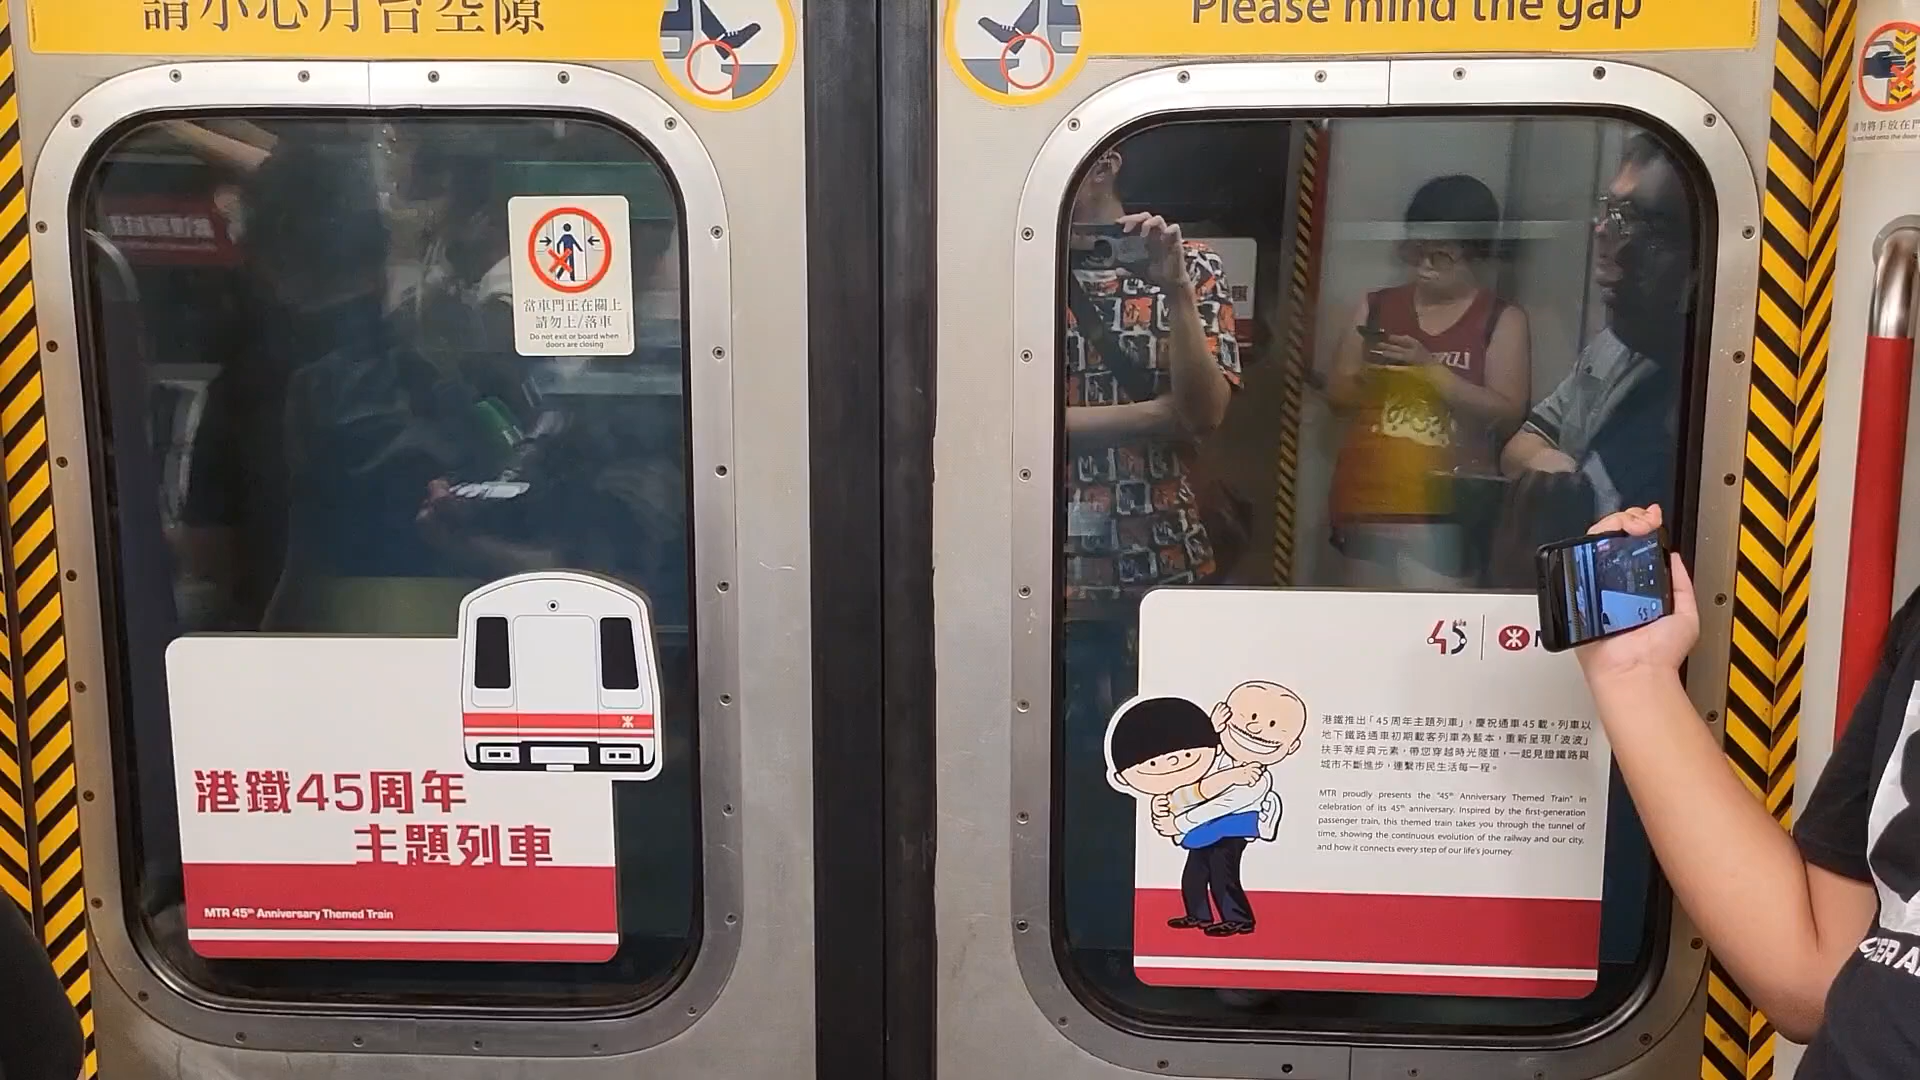 請小心月台空隙
Please mind the gap
當車門正在關上
請勿上/落車
Do not exit or board when
doors are closing
港鐵45周年
主題列車
MTR 45th Anniversary Themed Train
45
港鐵推出「45周年主題列車」，慶祝通車45載。列車以
地下鐵路通車初期載客列車為藍本，重新呈現「波波」
扶手等經典元素，帶您穿越時光隧道，一起見證鐵路與
城市不斷進步，連繫市民生活每一程。
MTR proudly presents the "45th Anniversary Themed Train" in
celebration of its 45th anniversary. Inspired by the first-generation
passenger train, this themed train takes you through the tunnel of
time, showing the continuous evolution of the railway and our city,
and how it connects every step of our life's journey.